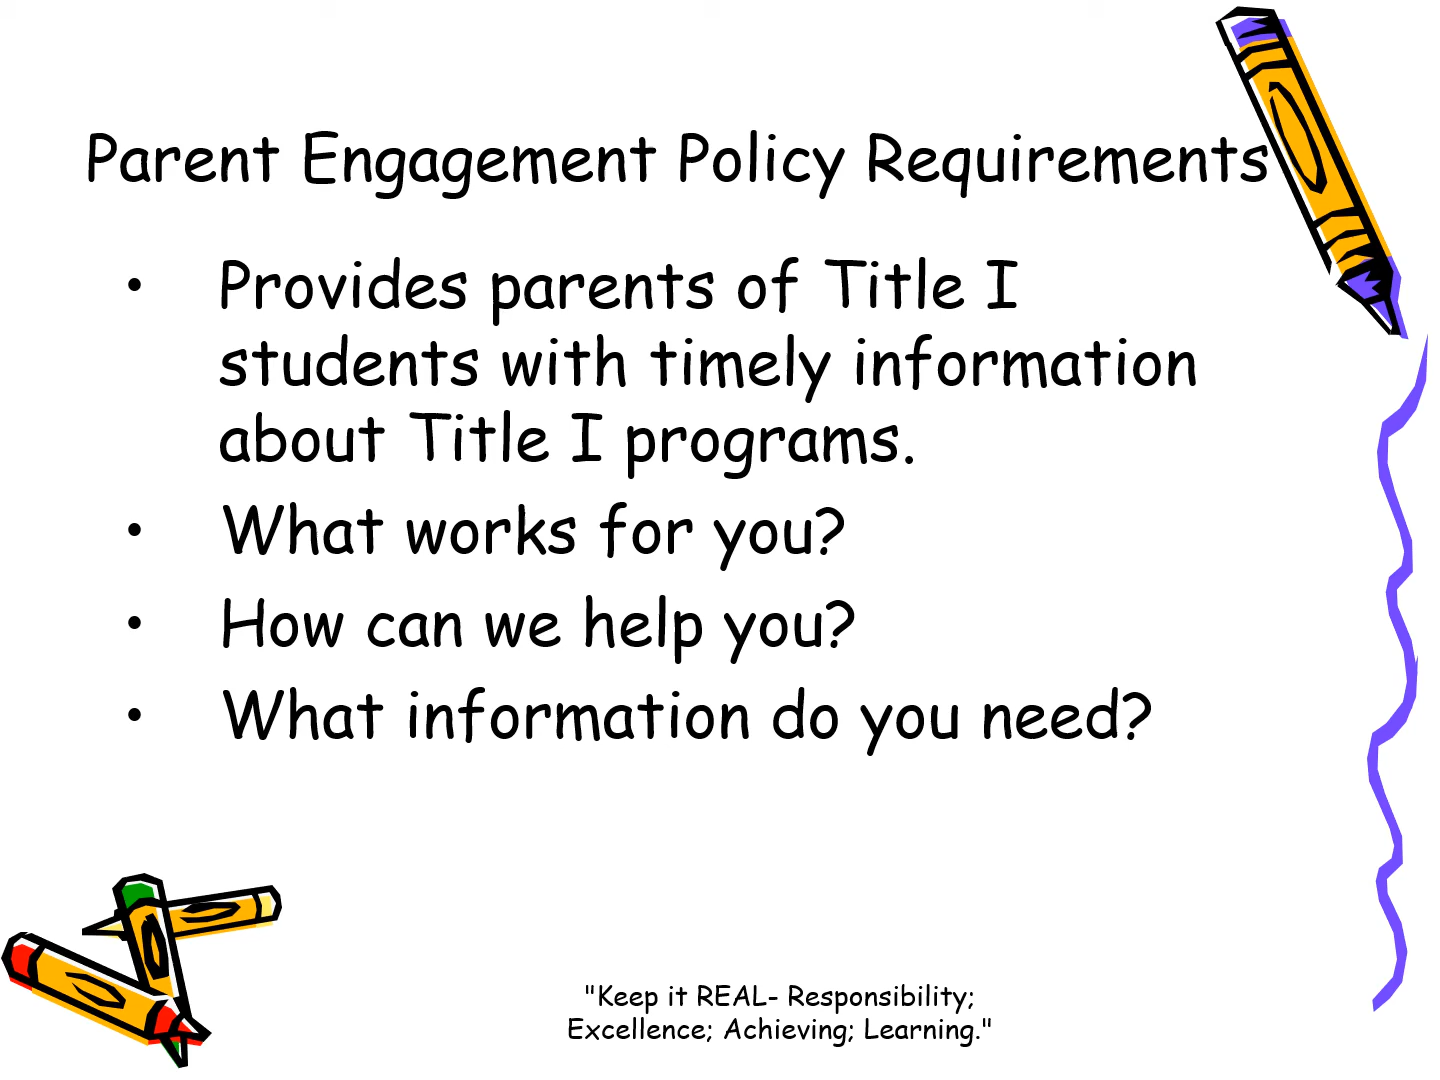 Parent Engagement Policy Requirements
• Provides parents of Title I
students with timely information
about Title I programs.
• What works for you?
• How can we help you?
• What information do you need?
"Keep it REAL- Responsibility;
Excellence; Achieving; Learning."